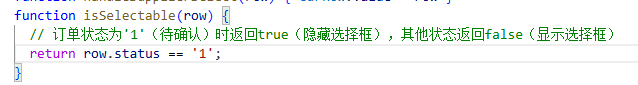 function isSelectable(row) {
// 订单状态为'1'（待确认）时返回true（隐藏选择框），其他状态返回false（显示选择框）
return row.status == '1';
}